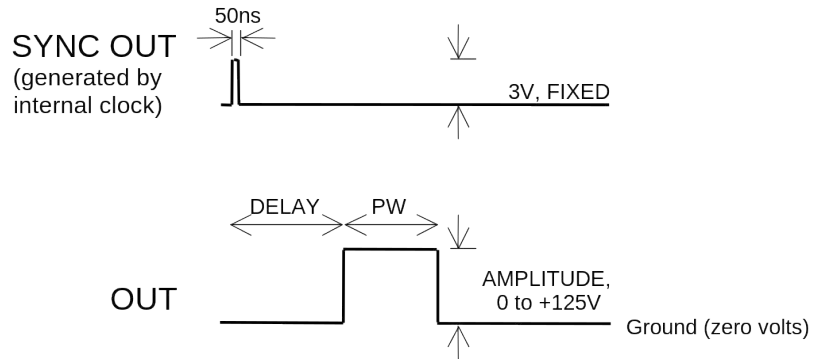 50ns
SYNC OUT
(generated by
internal clock)
3V, FIXED
DELAY
PW
AMPLITUDE,
0 to +125V
OUT
Ground (zero volts)